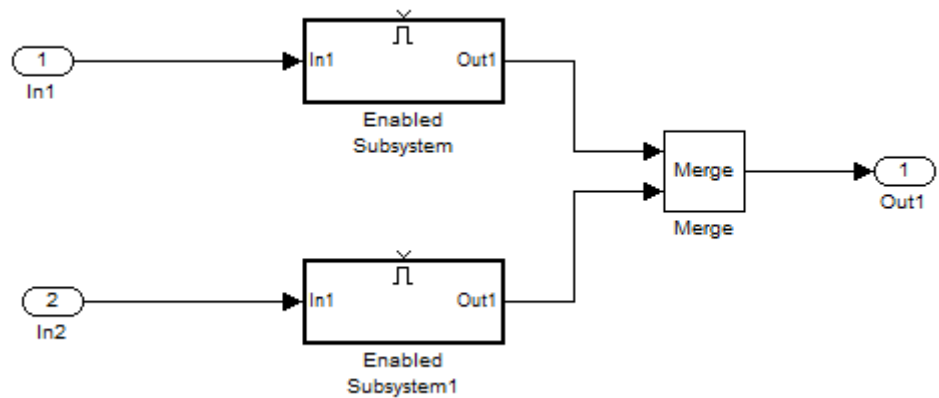 1
In1
In1 Out1
Enabled
Subsystem
Merge
Merge
1
Out1
2
In2
In1 Out1
Enabled
Subsystem1